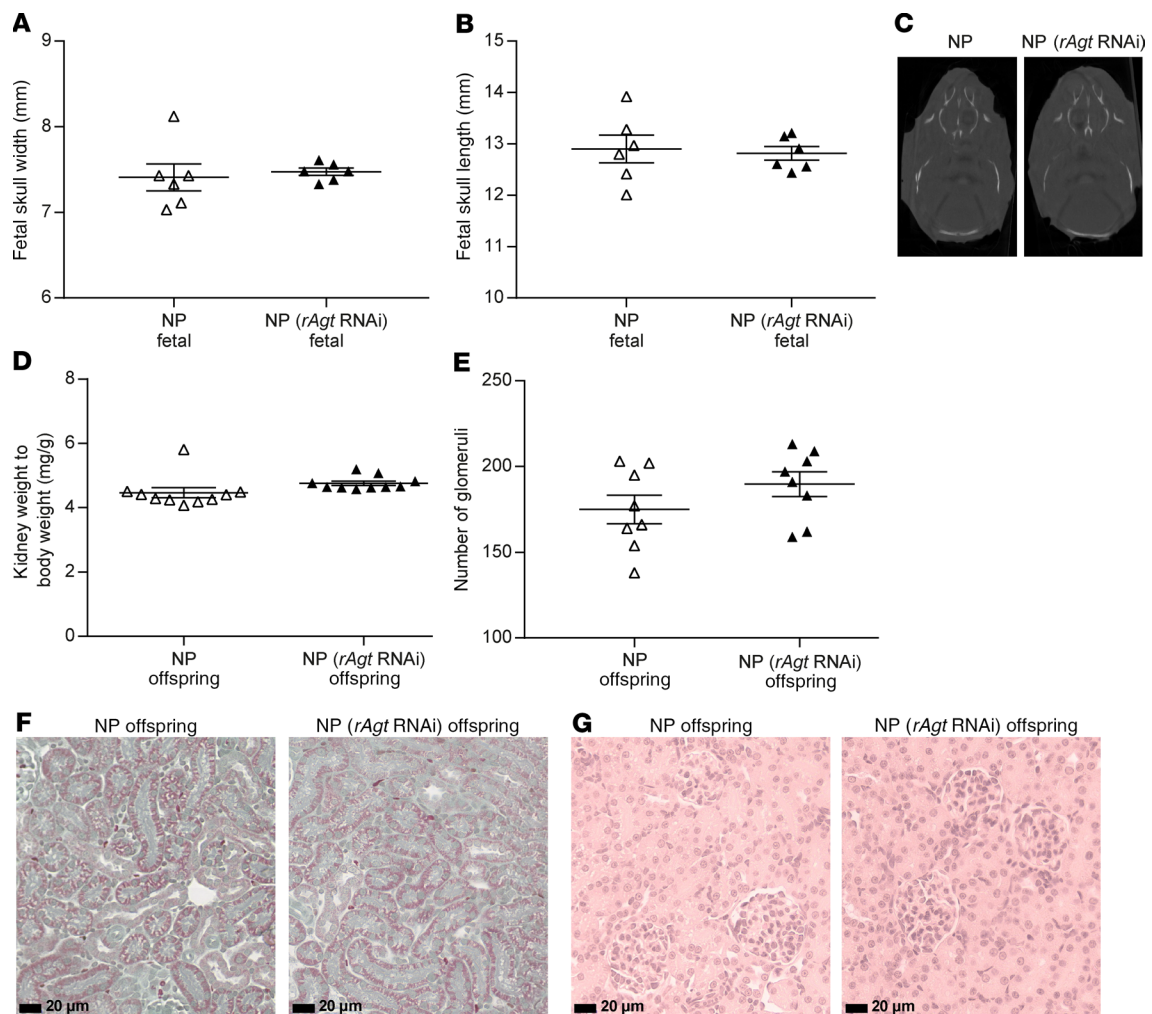 A
9
8
7
6
Fetal skull width (mm)
NP
fetal
NP (rAgt RNAi)
fetal
B
15
14
13
12
11
10
Fetal skull length (mm)
NP
fetal
NP (rAgt RNAi)
fetal
C
NP
NP (rAgt RNAi)
D
8
6
4
2
0
Kidney weight to
body weight (mg/g)
NP
offspring
NP (rAgt RNAi)
offspring
E
250
200
150
100
Number of glomeruli
NP
offspring
NP (rAgt RNAi)
offspring
F
NP offspring
NP (rAgt RNAi) offspring
20 µm
20 µm
G
NP offspring
NP (rAgt RNAi) offspring
20 µm
20 µm